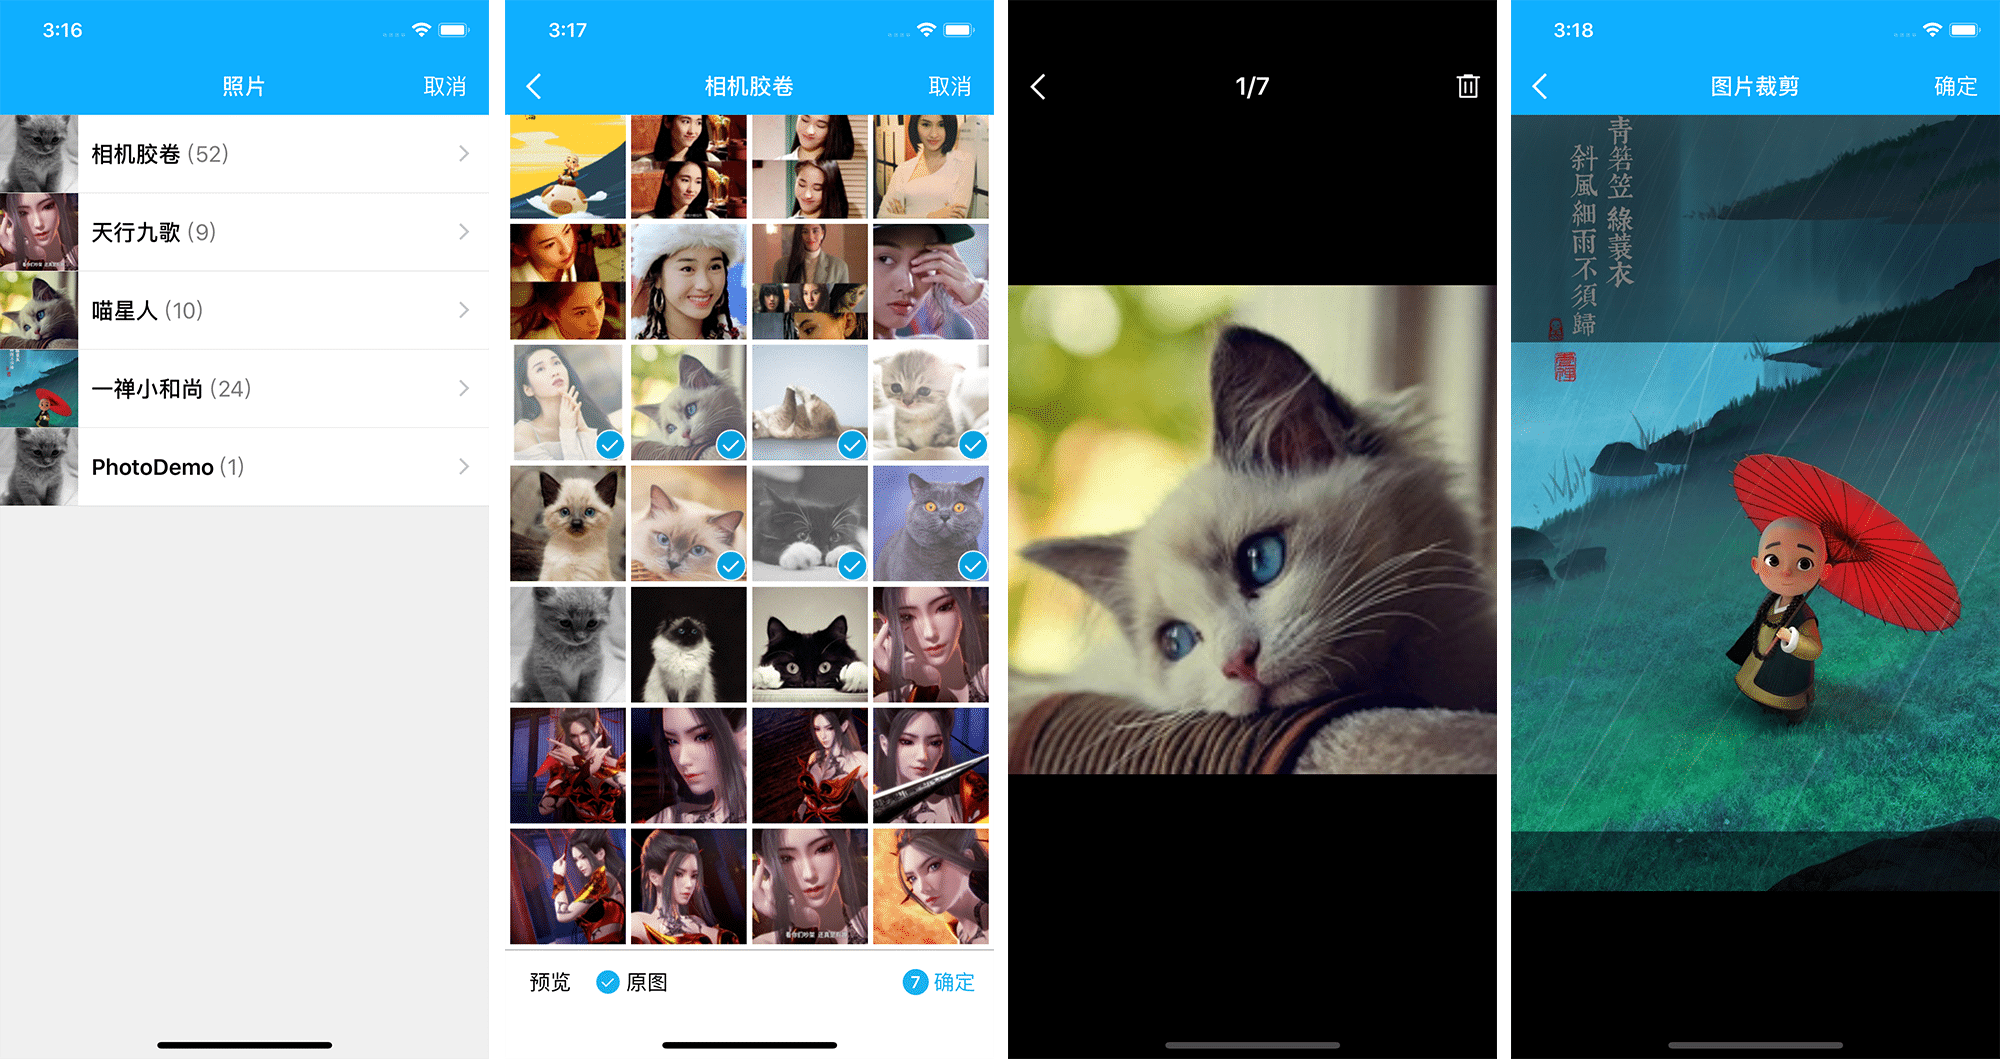 3:16
照片
取消
相机胶卷 (52)
天行九歌 (9)
喵星人 (10)
一禅小和尚 (24)
PhotoDemo (1)
3:17
相机胶卷
取消
预览
原图
7 确定
1/7
3:18
图片裁剪
确定
青箬笠 綠蓑衣
斜風細雨不須歸